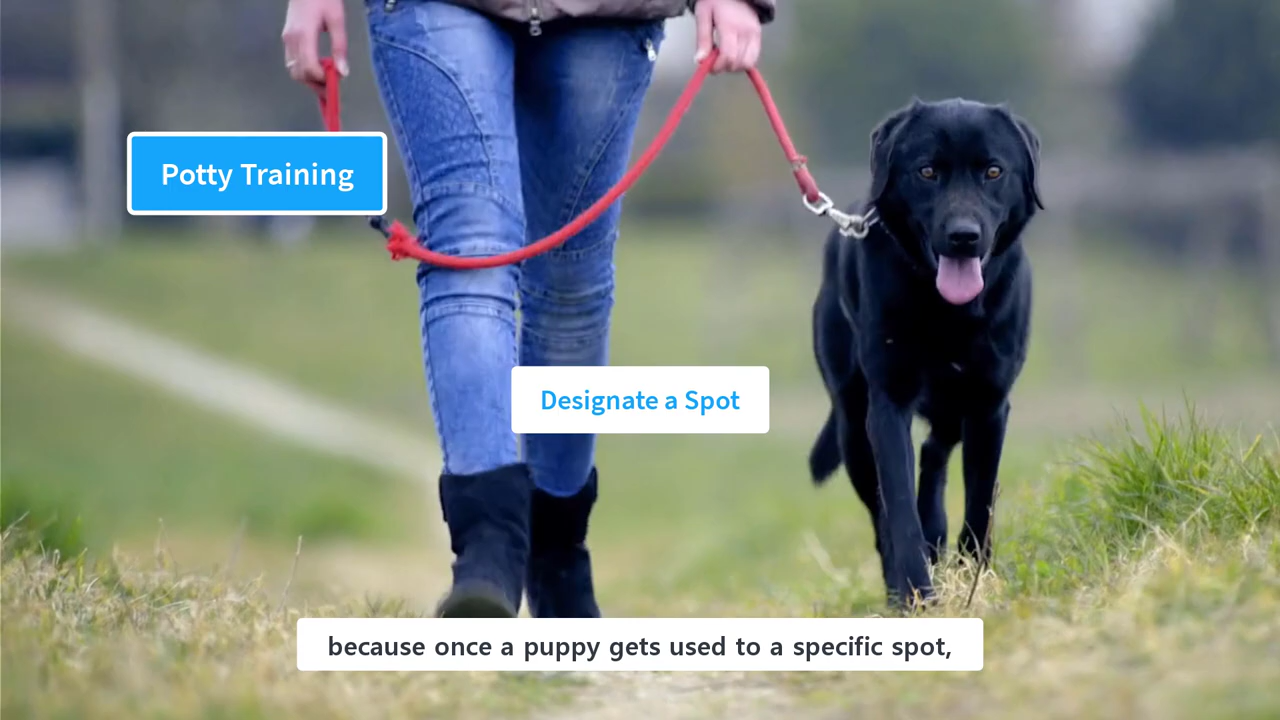 Potty Training
Designate a Spot
because once a puppy gets used to a specific spot,